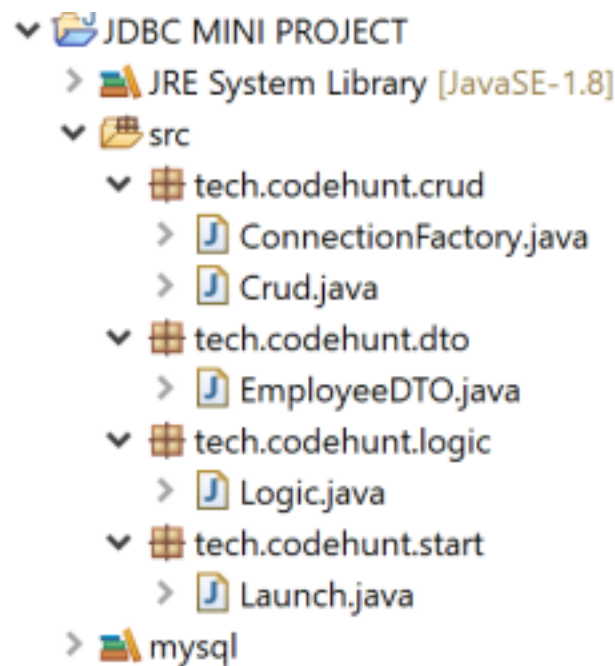 JDBC MINI PROJECT
JRE System Library [JavaSE-1.8]
src
tech.codehunt.crud
ConnectionFactory.java
Crud.java
tech.codehunt.dto
EmployeeDTO.java
tech.codehunt.logic
Logic.java
tech.codehunt.start
Launch.java
mysql